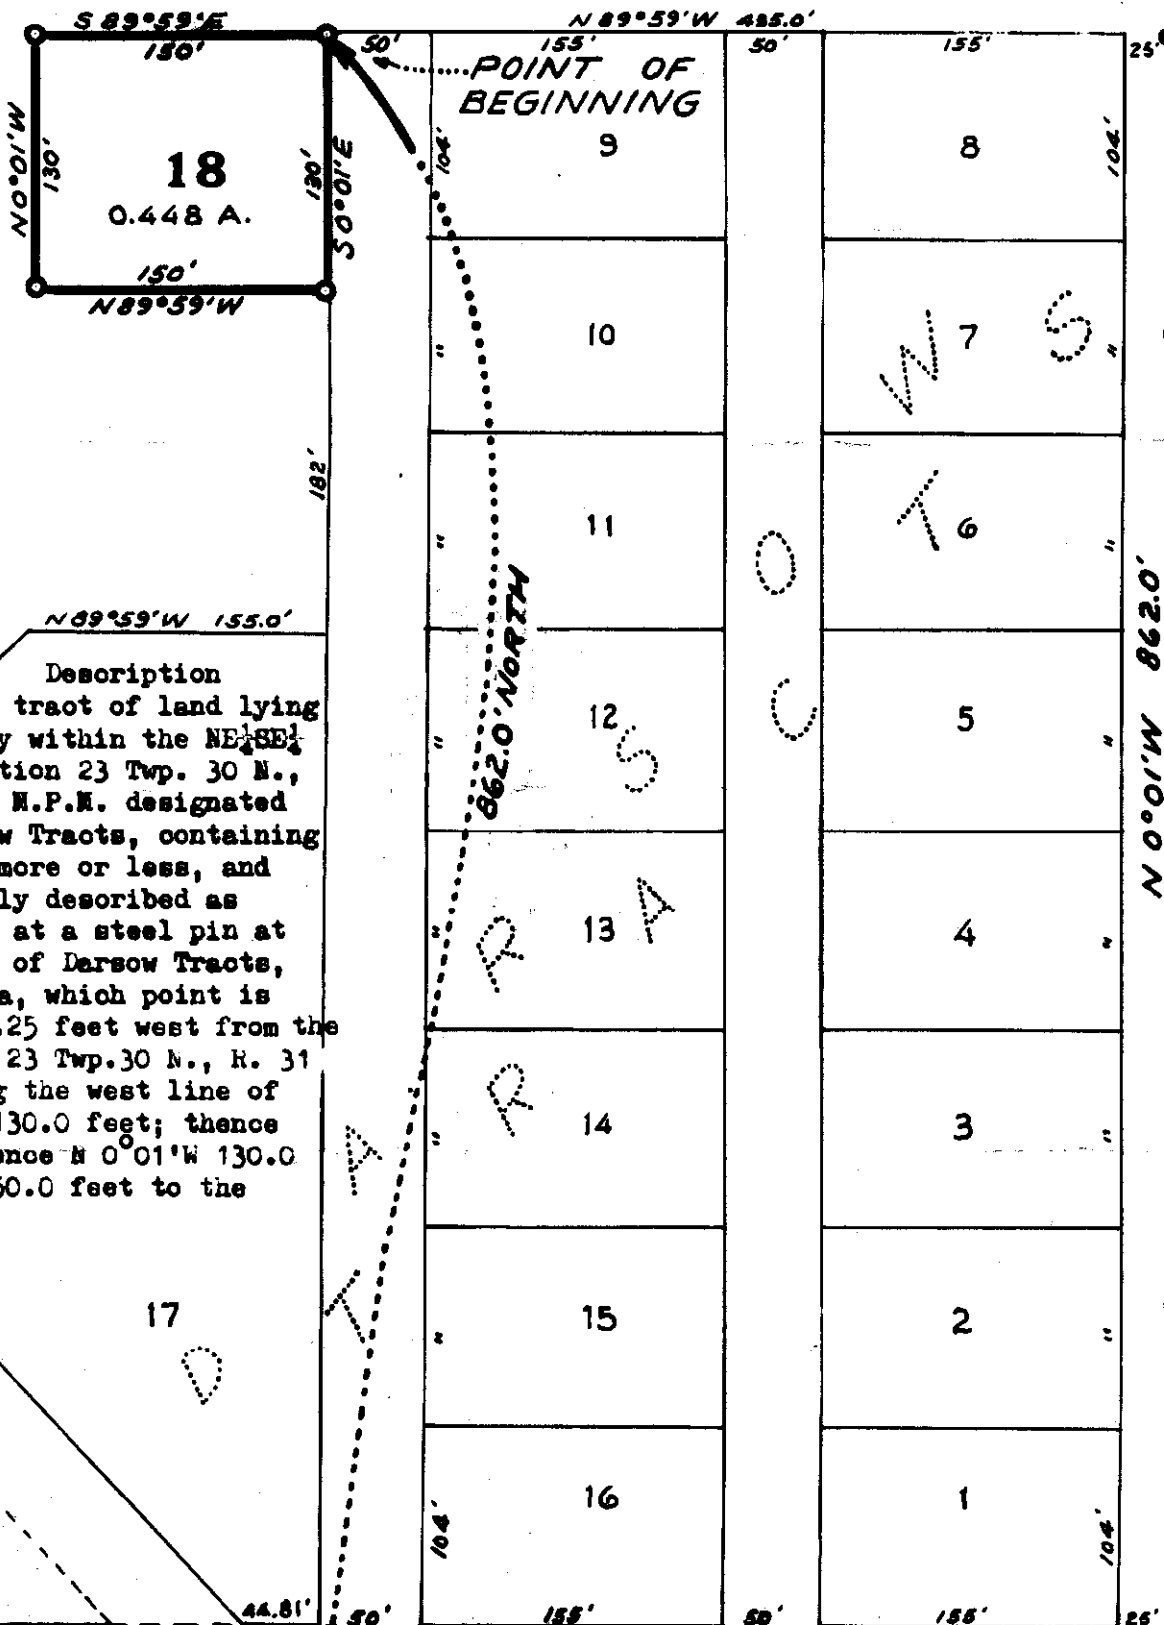 S 89°59'E
150'
N 89°59'W 485.0'
50'
155'
50'
155'
25'
POINT OF
BEGINNING
N0°01'W
130'
18
0.448 A.
130'
S0°01'E
150'
N89°59'W
104'
9
8
104'
"
10
7
"
182'
"
11
6
"
862.0' NORTH
N 0°01'W 862.0'
N89°59'W 155.0'
"
12
5
"
"
13
4
"
"
14
3
"
"
15
2
"
104'
16
1
104'
DARROW TRACTS
Description
tract of land lying
y within the NE¼SE¼
tion 23 Twp. 30 N.,
M.P.M. designated
w Tracts, containing
more or less, and
ly described as
at a steel pin at
of Darsow Tracts,
a, which point is
.25 feet west from the
23 Twp.30 N., R. 31
g the west line of
130.0 feet; thence
ence N 0°01'W 130.0
50.0 feet to the
17
44.81'
50'
155'
50'
155'
25'